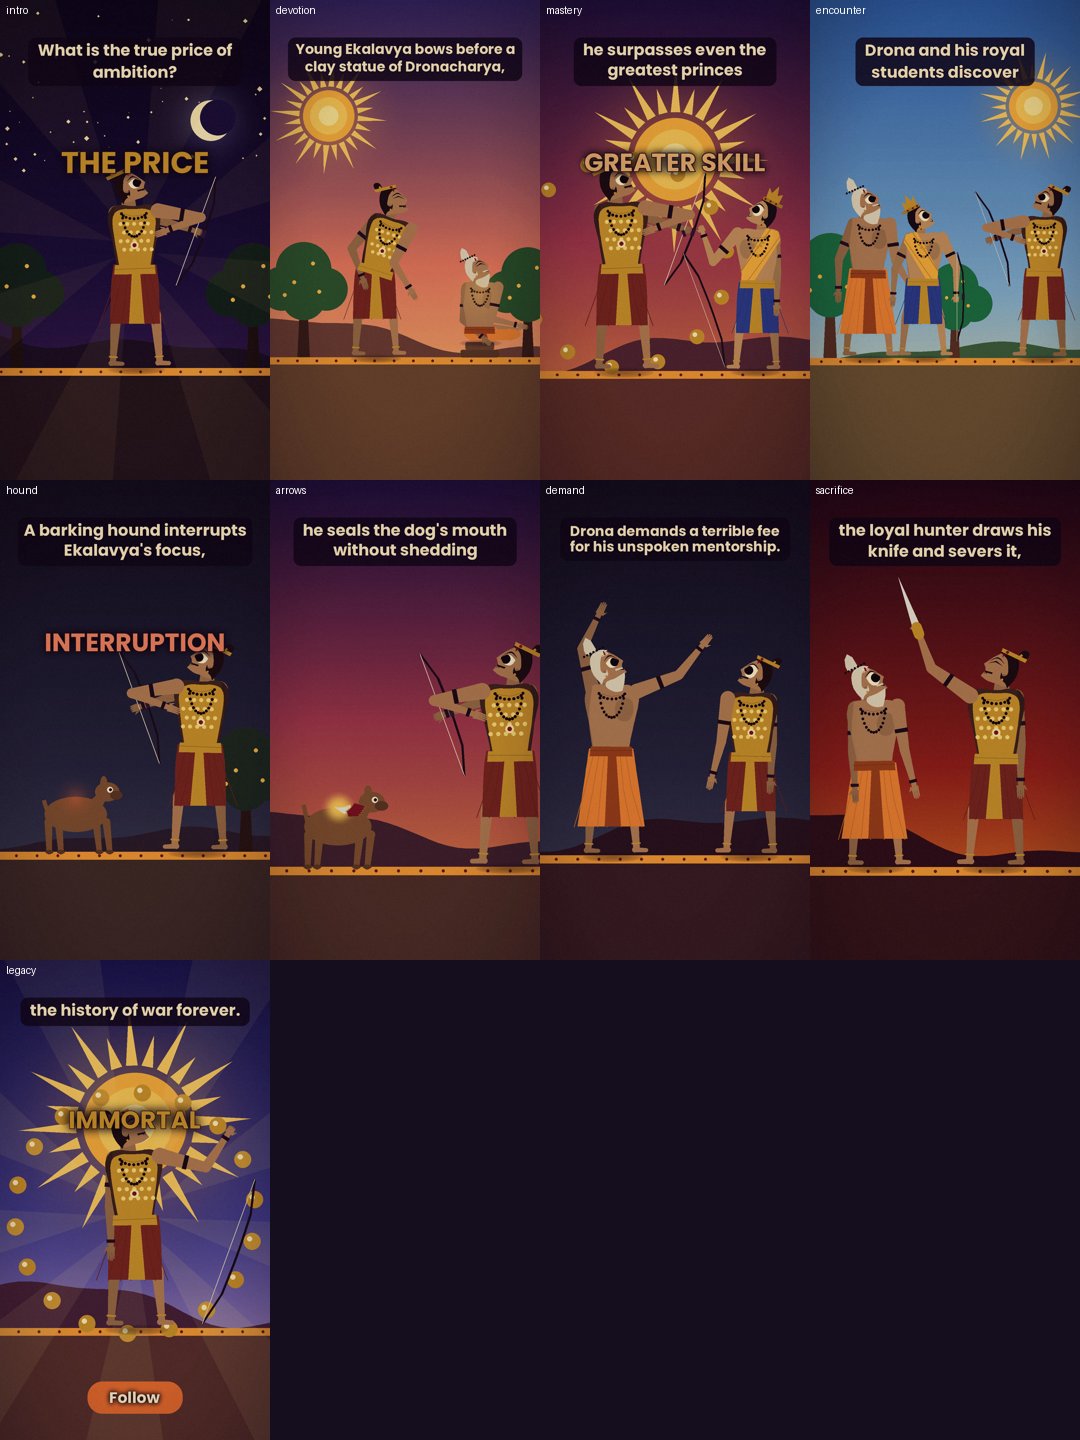 intro
What is the true price of
ambition?
THE PRICE
devotion
Young Ekalavya bows before a
clay statue of Dronacharya,
mastery
he surpasses even the
greatest princes
GREATER SKILL
encounter
Drona and his royal
students discover
hound
A barking hound interrupts
Ekalavya's focus,
INTERRUPTION
arrows
he seals the dog's mouth
without shedding
demand
Drona demands a terrible fee
for his unspoken mentorship.
sacrifice
the loyal hunter draws his
knife and severs it,
legacy
the history of war forever.
IMMORTAL
Follow